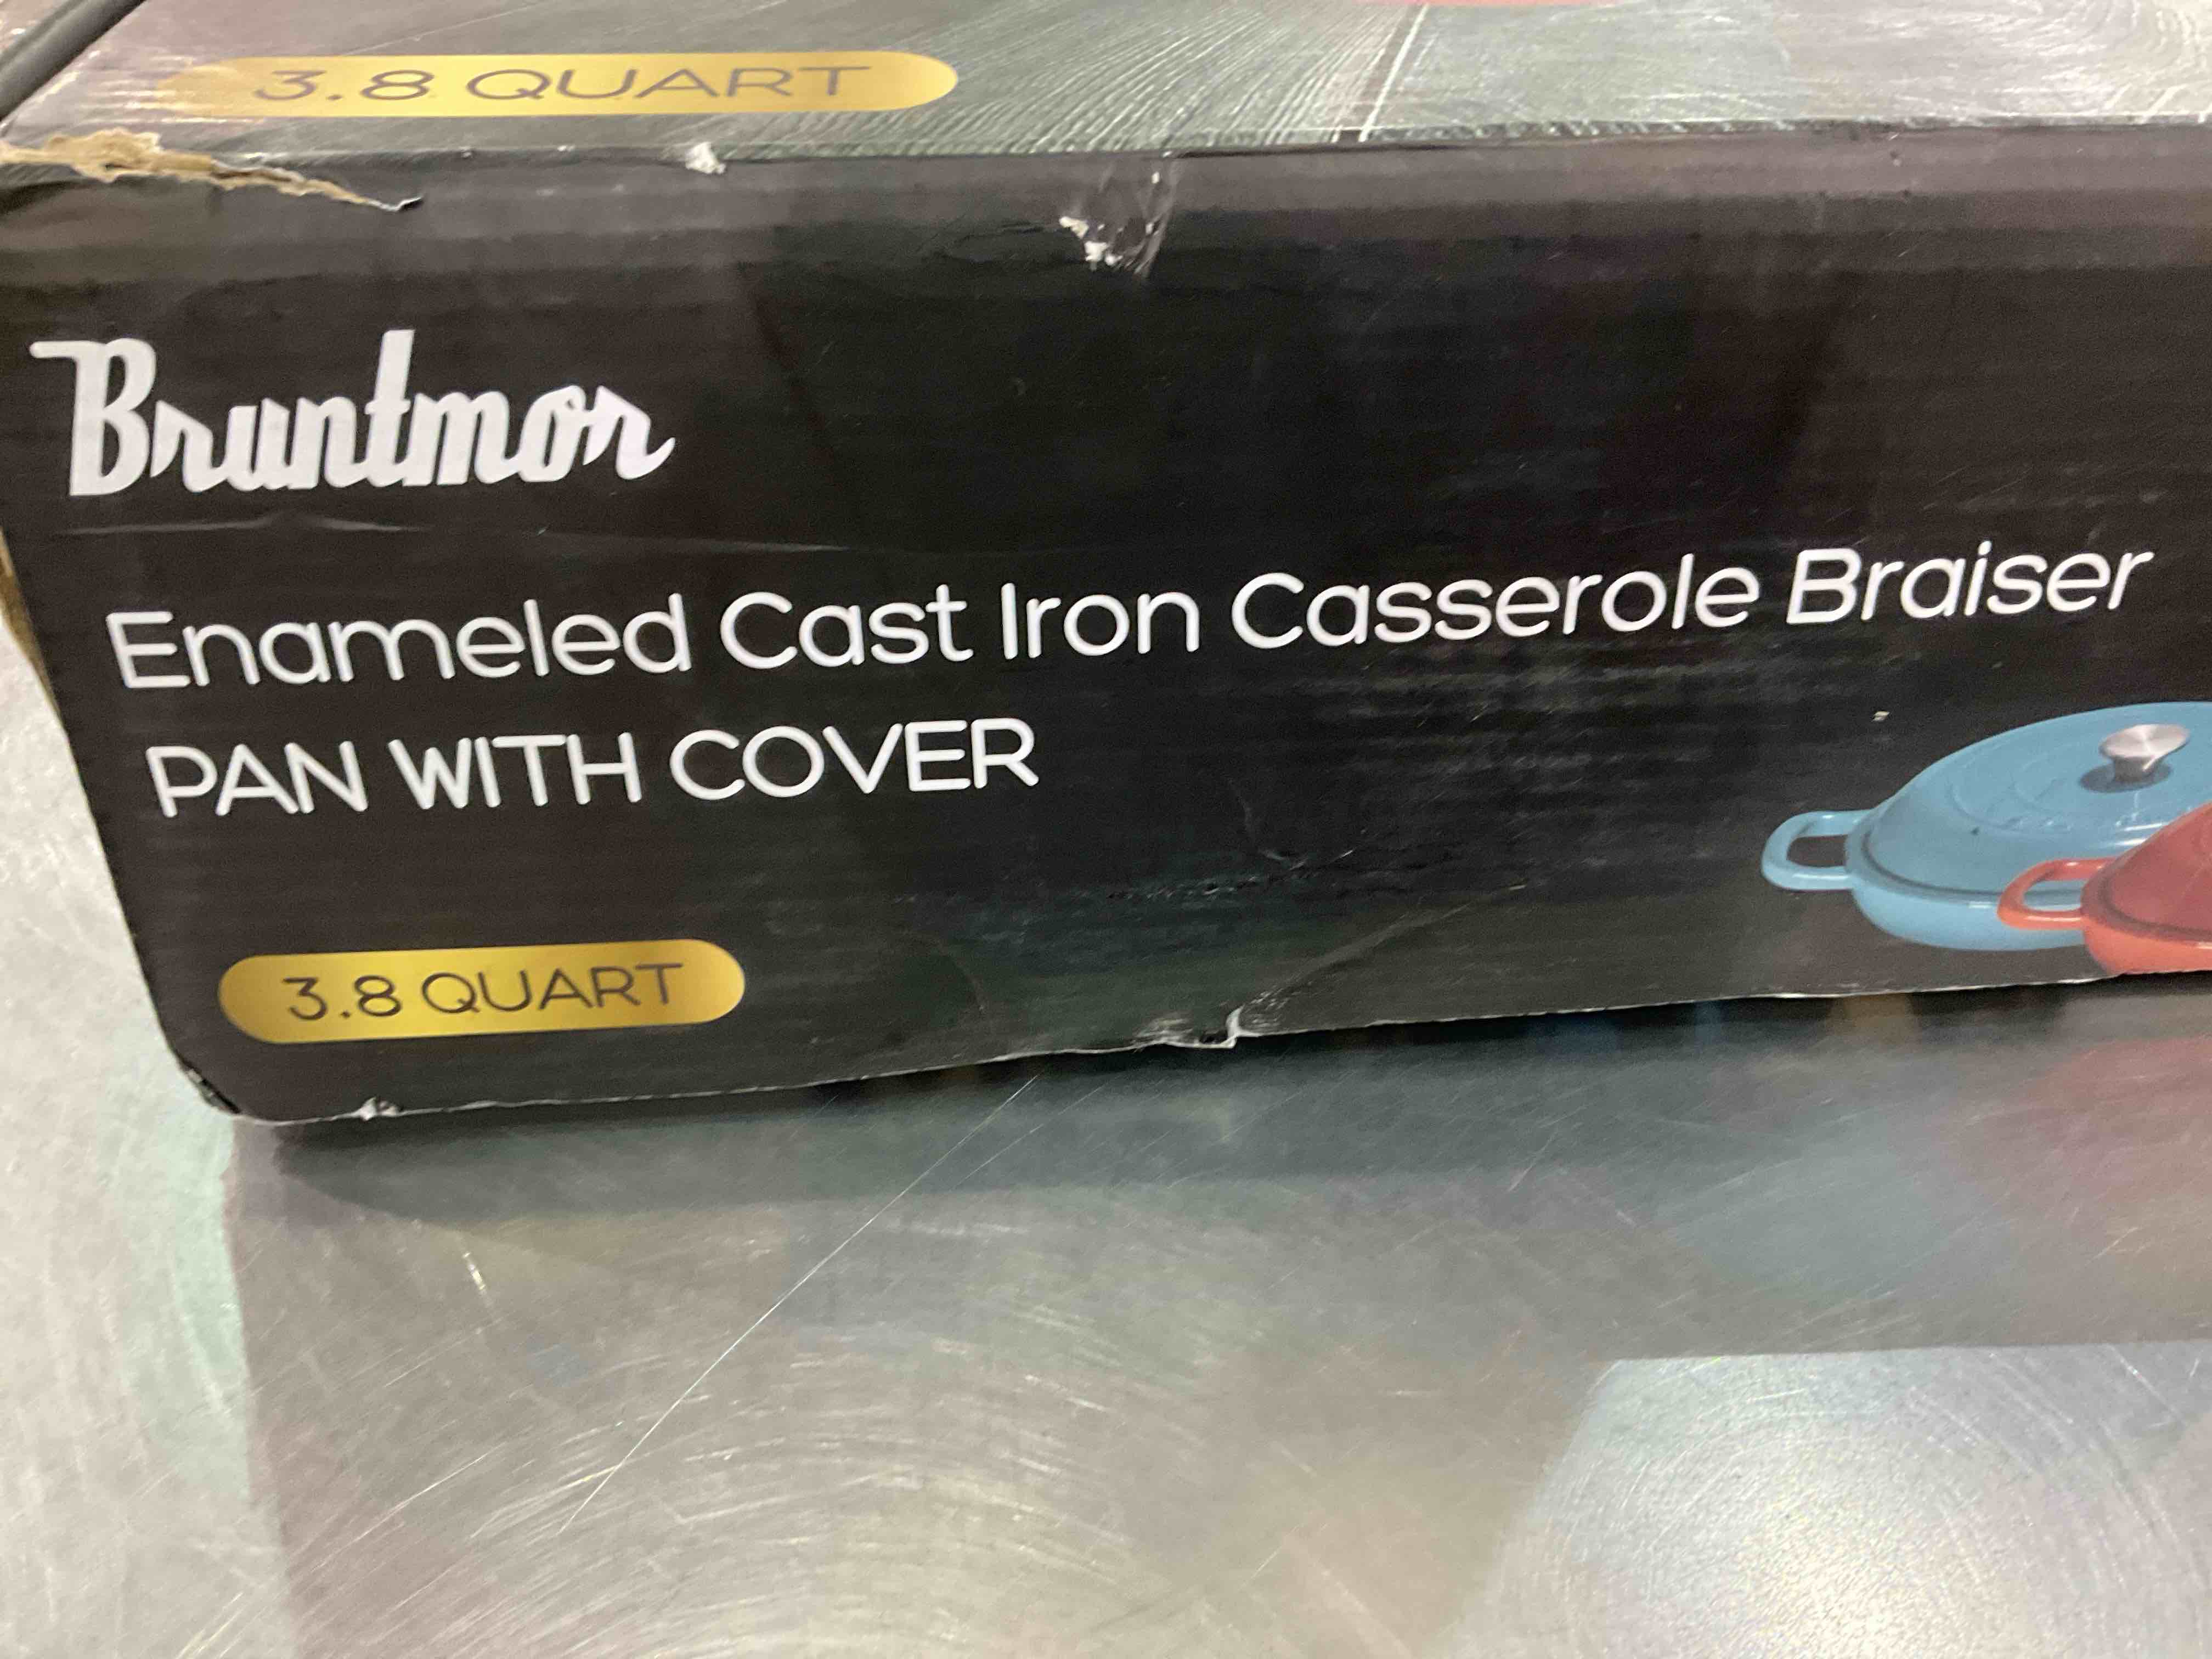 3.8 QUART
Bruntmor
Enameled Cast Iron Casserole Braiser
PAN WITH COVER
3.8 QUART